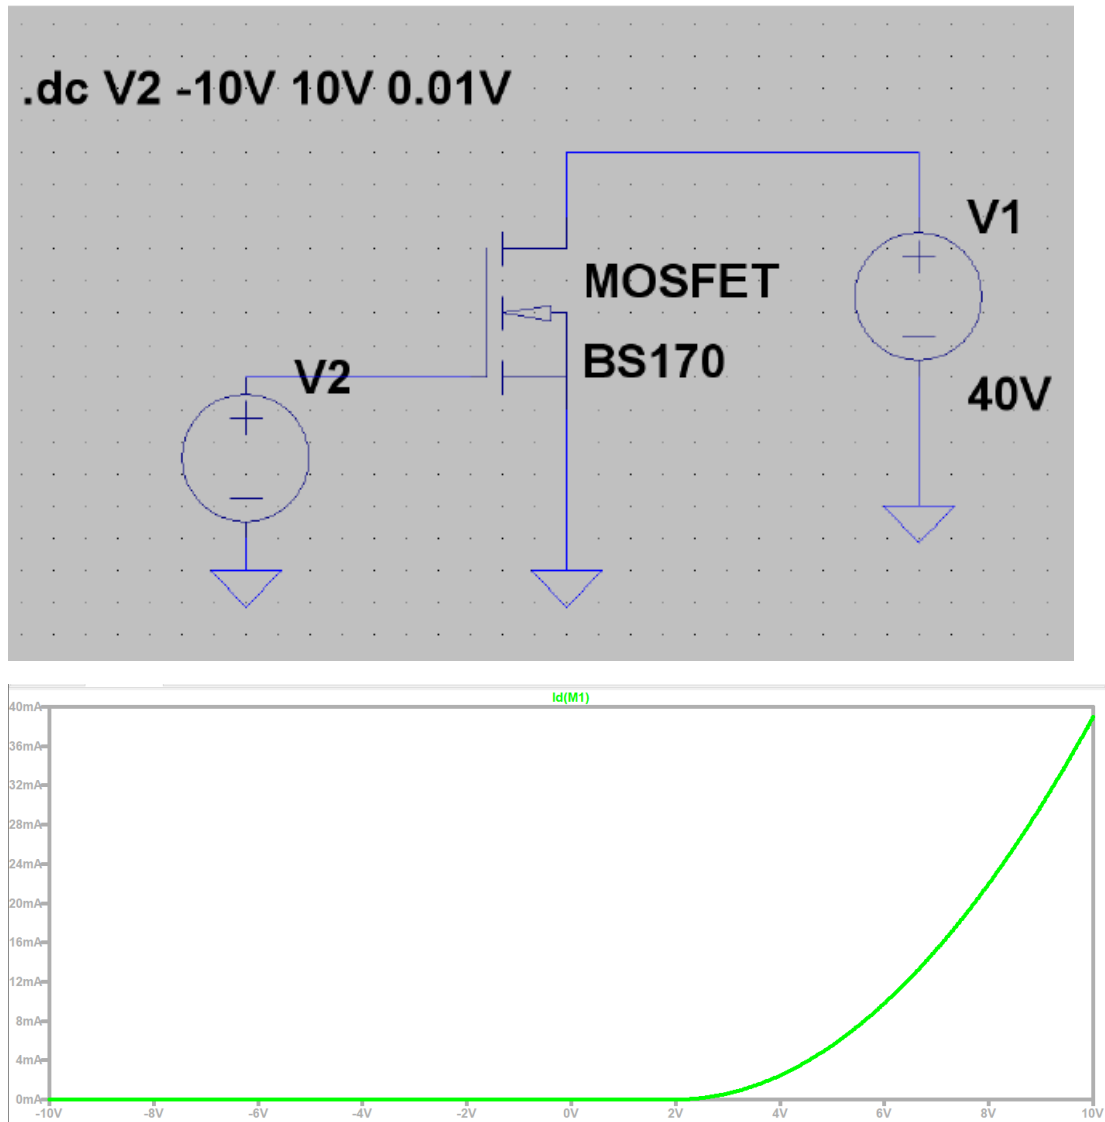 .dc V2 -10V 10V 0.01V
V1
MOSFET
BS170
V2
40V
Id(M1)
40mA
36mA
32mA
28mA
24mA
20mA
16mA
12mA
8mA
4mA
0mA
-10V -8V -6V -4V -2V 0V 2V 4V 6V 8V 10V